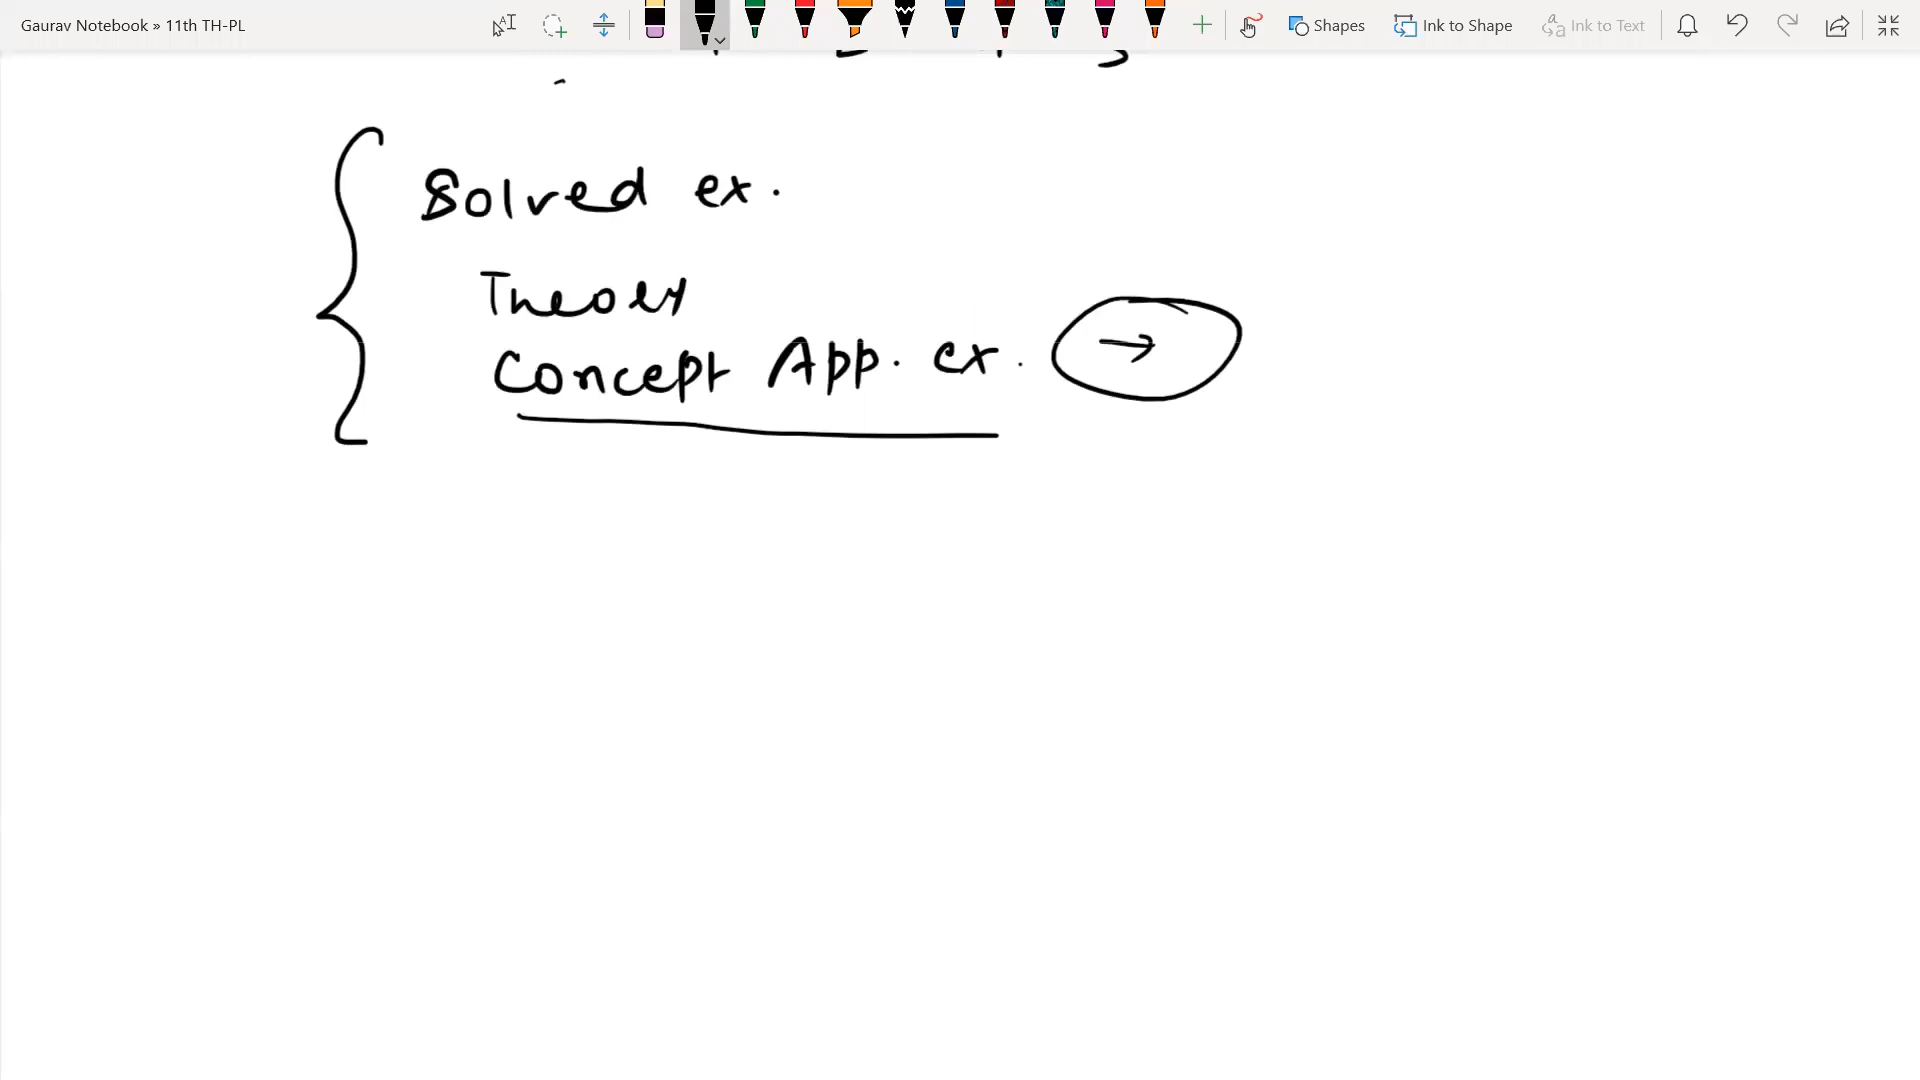 Gaurav Notebook » 11th TH-PL
Shapes
Ink to Shape
Ink to Text
Solved ex.
Theory
Concept App. ex.